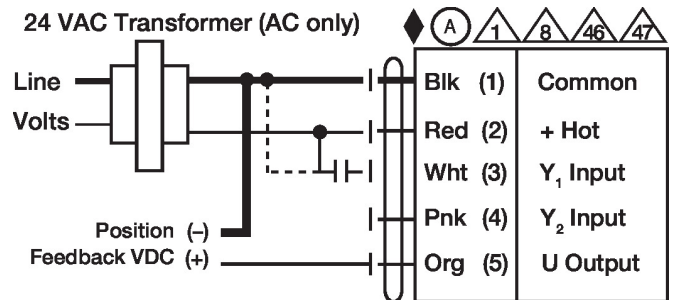 24 VAC Transformer (AC only)
A 1 8 46 47
Line
Volts
Blk (1) Common
Red (2) + Hot
Wht (3) Y1 Input
Pnk (4) Y2 Input
Position (–)
Feedback VDC (+)
Org (5) U Output